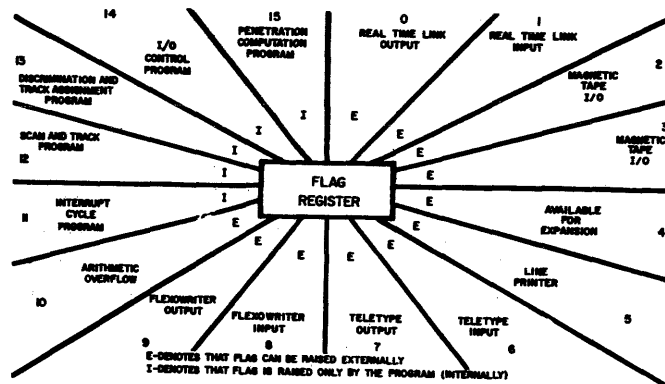 0
REAL TIME LINK
OUTPUT
E
1
REAL TIME LINK
INPUT
E
2
MAGNETIC
TAPE
I/O
E
3
MAGNETIC
TAPE
I/O
E
AVAILABLE
FOR
EXPANSION
4
E
LINE
PRINTER
5
E
TELETYPE
INPUT
6
E
TELETYPE
OUTPUT
7
E
FLEXOWRITER
INPUT
8
E
FLEXOWRITER
OUTPUT
9
E
ARITHMETIC
OVERFLOW
10
E
INTERRUPT
CYCLE
PROGRAM
11
I
SCAN AND TRACK
PROGRAM
12
I
13
DISCRIMINATION AND
TRACK ASSIGNMENT
PROGRAM
I
14
I/O
CONTROL
PROGRAM
I
15
PENETRATION
COMPUTATION
PROGRAM
I
FLAG
REGISTER
E-DENOTES THAT FLAG CAN BE RAISED EXTERNALLY
I-DENOTES THAT FLAG IS RAISED ONLY BY THE PROGRAM (INTERNALLY)